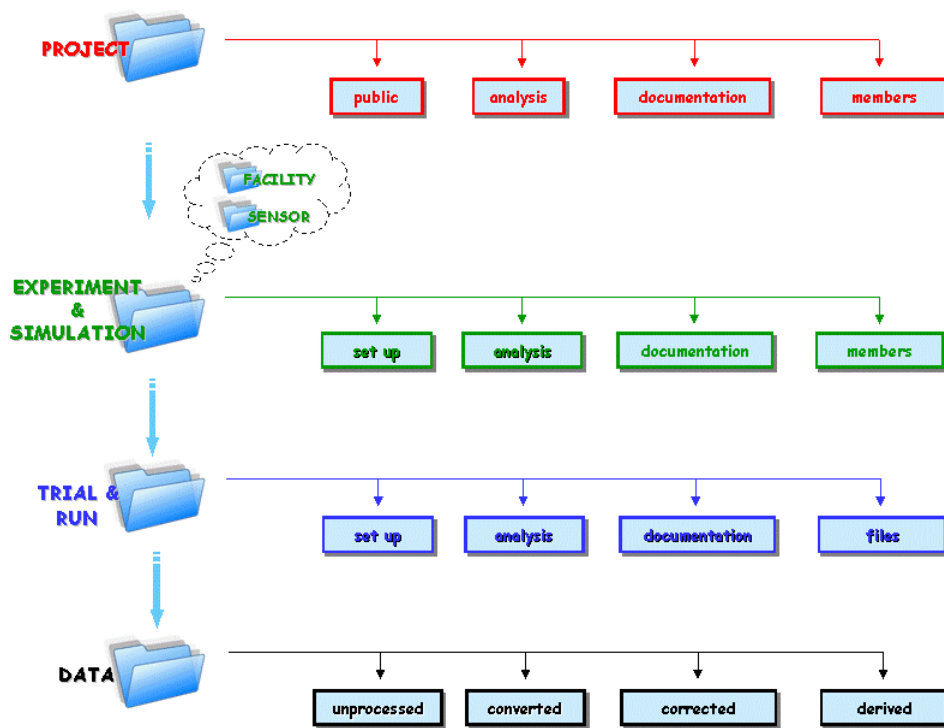 PROJECT
public
analysis
documentation
members
FACILITY
SENSOR
EXPERIMENT
&
SIMULATION
set up
analysis
documentation
members
TRIAL &
RUN
set up
analysis
documentation
files
DATA
unprocessed
converted
corrected
derived